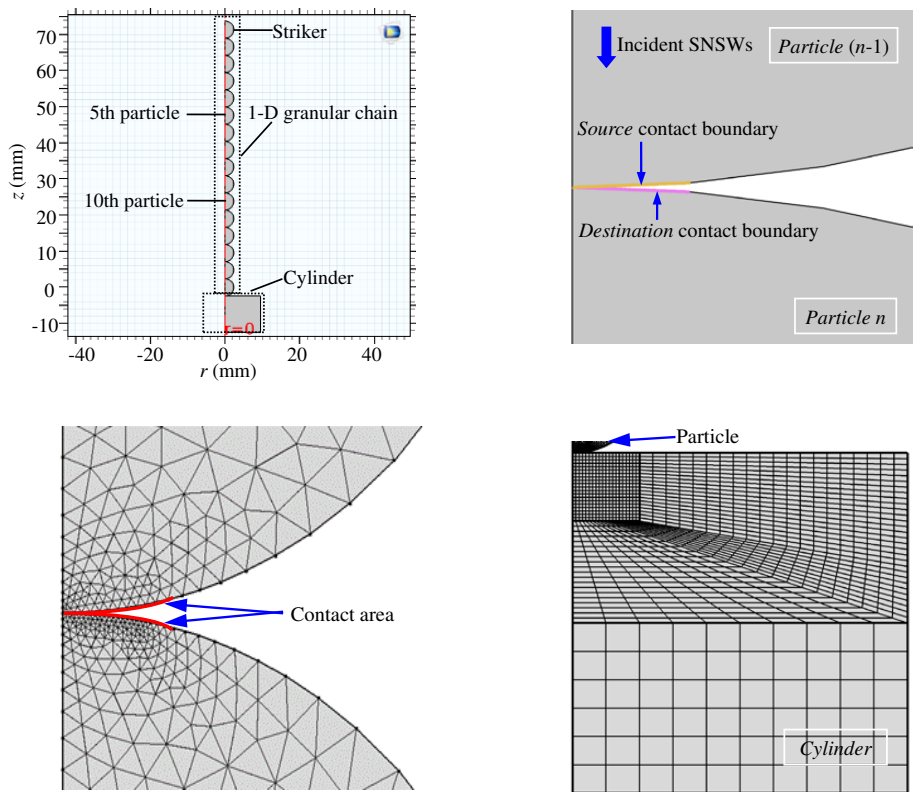 70
60
50
40
30
20
10
0
-10
z (mm)
-40
-20
0
20
40
r (mm)
Striker
5th particle
1-D granular chain
10th particle
Cylinder
r=0
Incident SNSWs
Particle (n-1)
Source contact boundary
Destination contact boundary
Particle n
Contact area
Particle
Cylinder